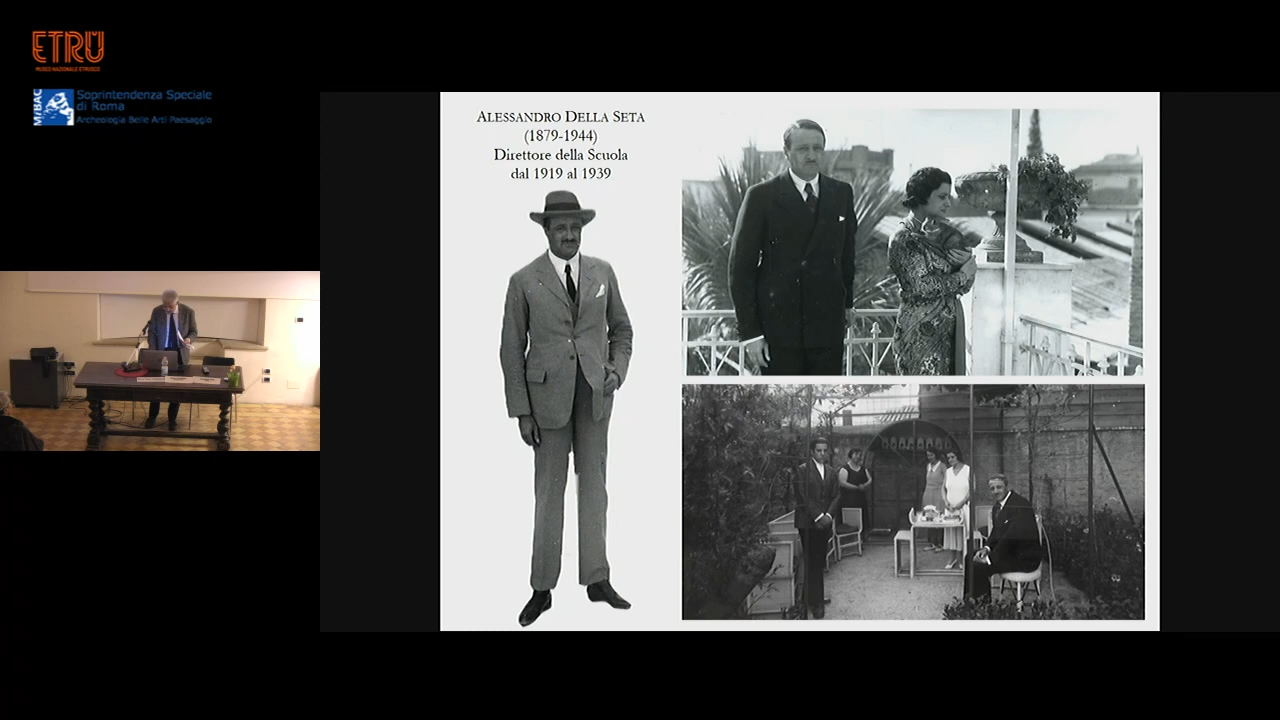 ETRU
MUSEO NAZIONALE ETRUSCO
MiBAC
Soprintendenza Speciale
di Roma
Archeologia Belle Arti Paesaggio
ALESSANDRO DELLA SETA
(1879-1944)
Direttore della Scuola
dal 1919 al 1939